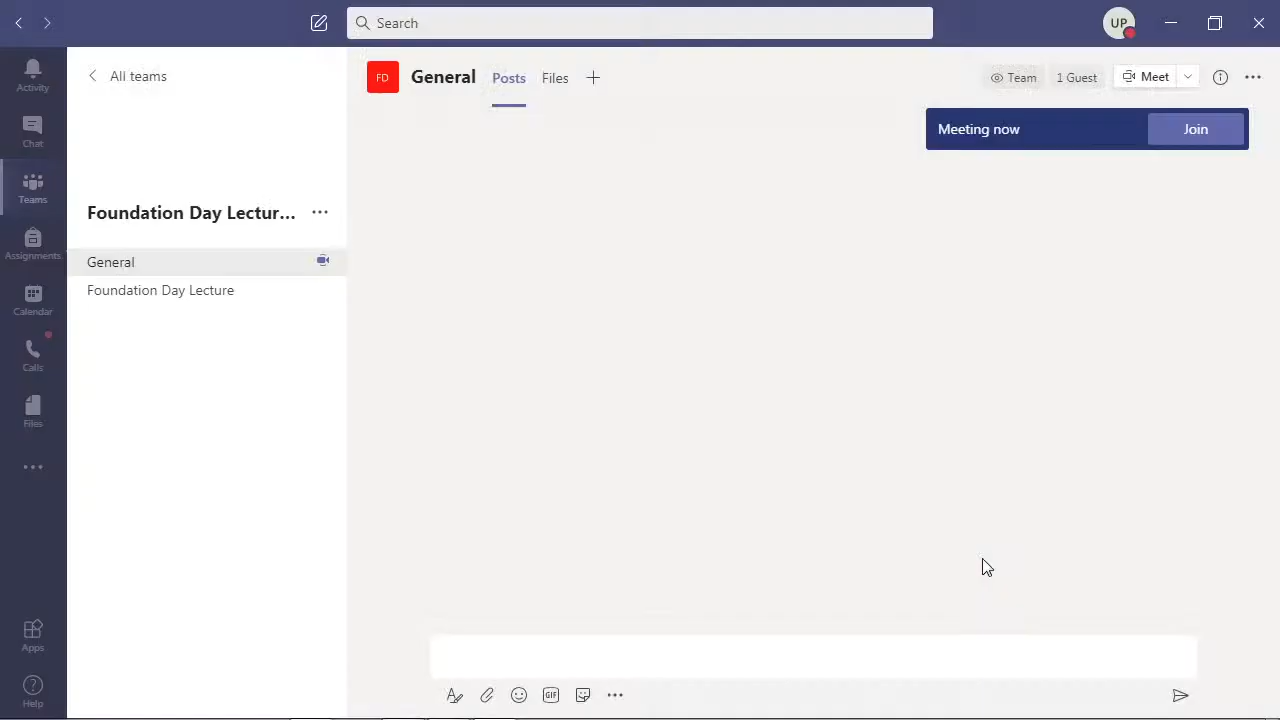 Search
UP
Activity
Chat
Teams
Assignments
Calendar
Calls
Files
Apps
Help
All teams
Foundation Day Lectur...
General
Foundation Day Lecture
FD
General
Posts
Files
Team
1 Guest
Meet
Meeting now
Join
GIF